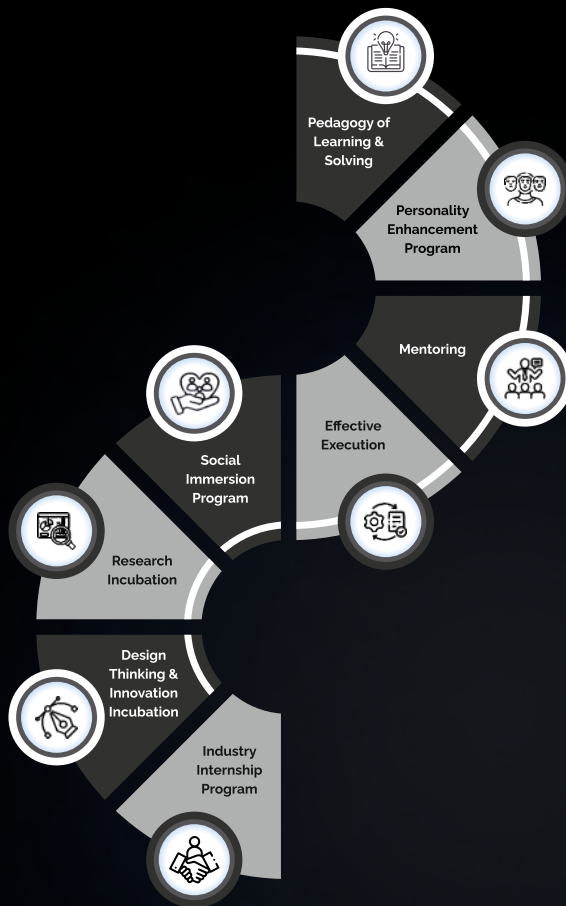 Pedagogy of
Learning &
Solving
Personality
Enhancement
Program
Mentoring
Effective
Execution
Social
Immersion
Program
Research
Incubation
Design
Thinking &
Innovation
Incubation
Industry
Internship
Program